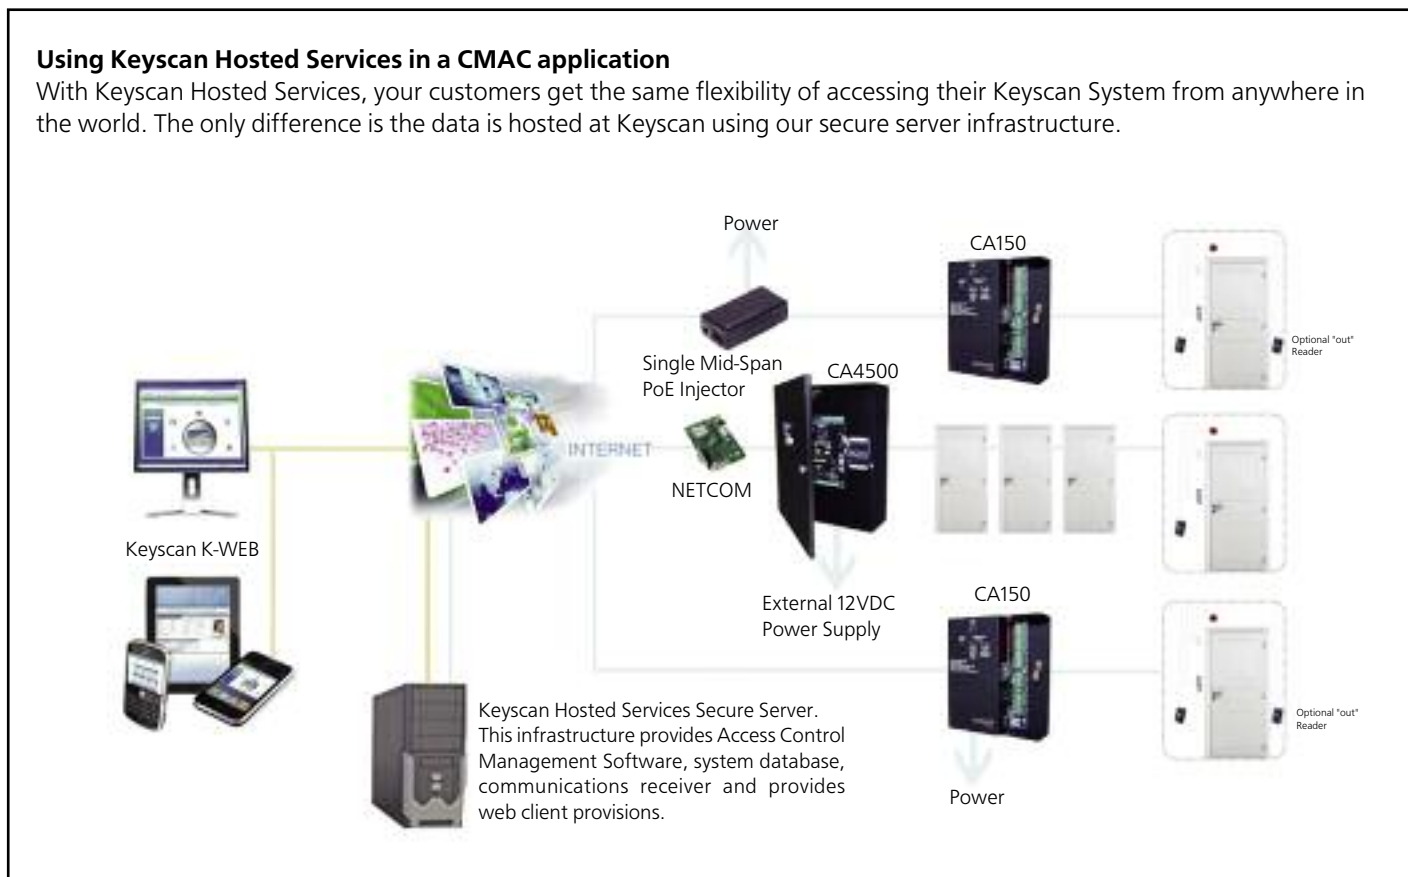 Using Keyscan Hosted Services in a CMAC application
With Keyscan Hosted Services, your customers get the same flexibility of accessing their Keyscan System from anywhere in
the world. The only difference is the data is hosted at Keyscan using our secure server infrastructure.
Power
CA150
Optional "out"
Reader
Single Mid-Span
PoE Injector
CA4500
INTERNET
NETCOM
Keyscan K-WEB
External 12VDC
Power Supply
CA150
Optional "out"
Reader
Keyscan Hosted Services Secure Server.
This infrastructure provides Access Control
Management Software, system database,
communications receiver and provides
web client provisions.
Power